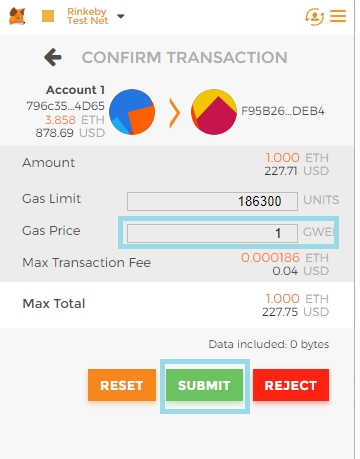 Rinkeby
Test Net
CONFIRM TRANSACTION
Account 1
796c35...4D65
3.858 ETH
878.69 USD
F95B26...DEB4
Amount 1.000 ETH
227.71 USD
Gas Limit 186300 UNITS
Gas Price 1 GWEI
Max Transaction Fee 0.000186 ETH
0.04 USD
Max Total 1.000 ETH
227.75 USD
Data included: 0 bytes
RESET SUBMIT REJECT